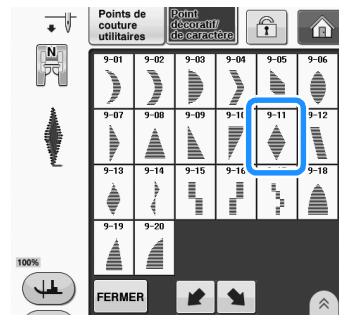 Points de
couture
utilitaires
Point
décoratif/
de caractère
N
9-01 9-02 9-03 9-04 9-05 9-06
9-07 9-08 9-09 9-10 9-11 9-12
9-13 9-14 9-15 9-16 9-18
9-19 9-20
100%
FERMER